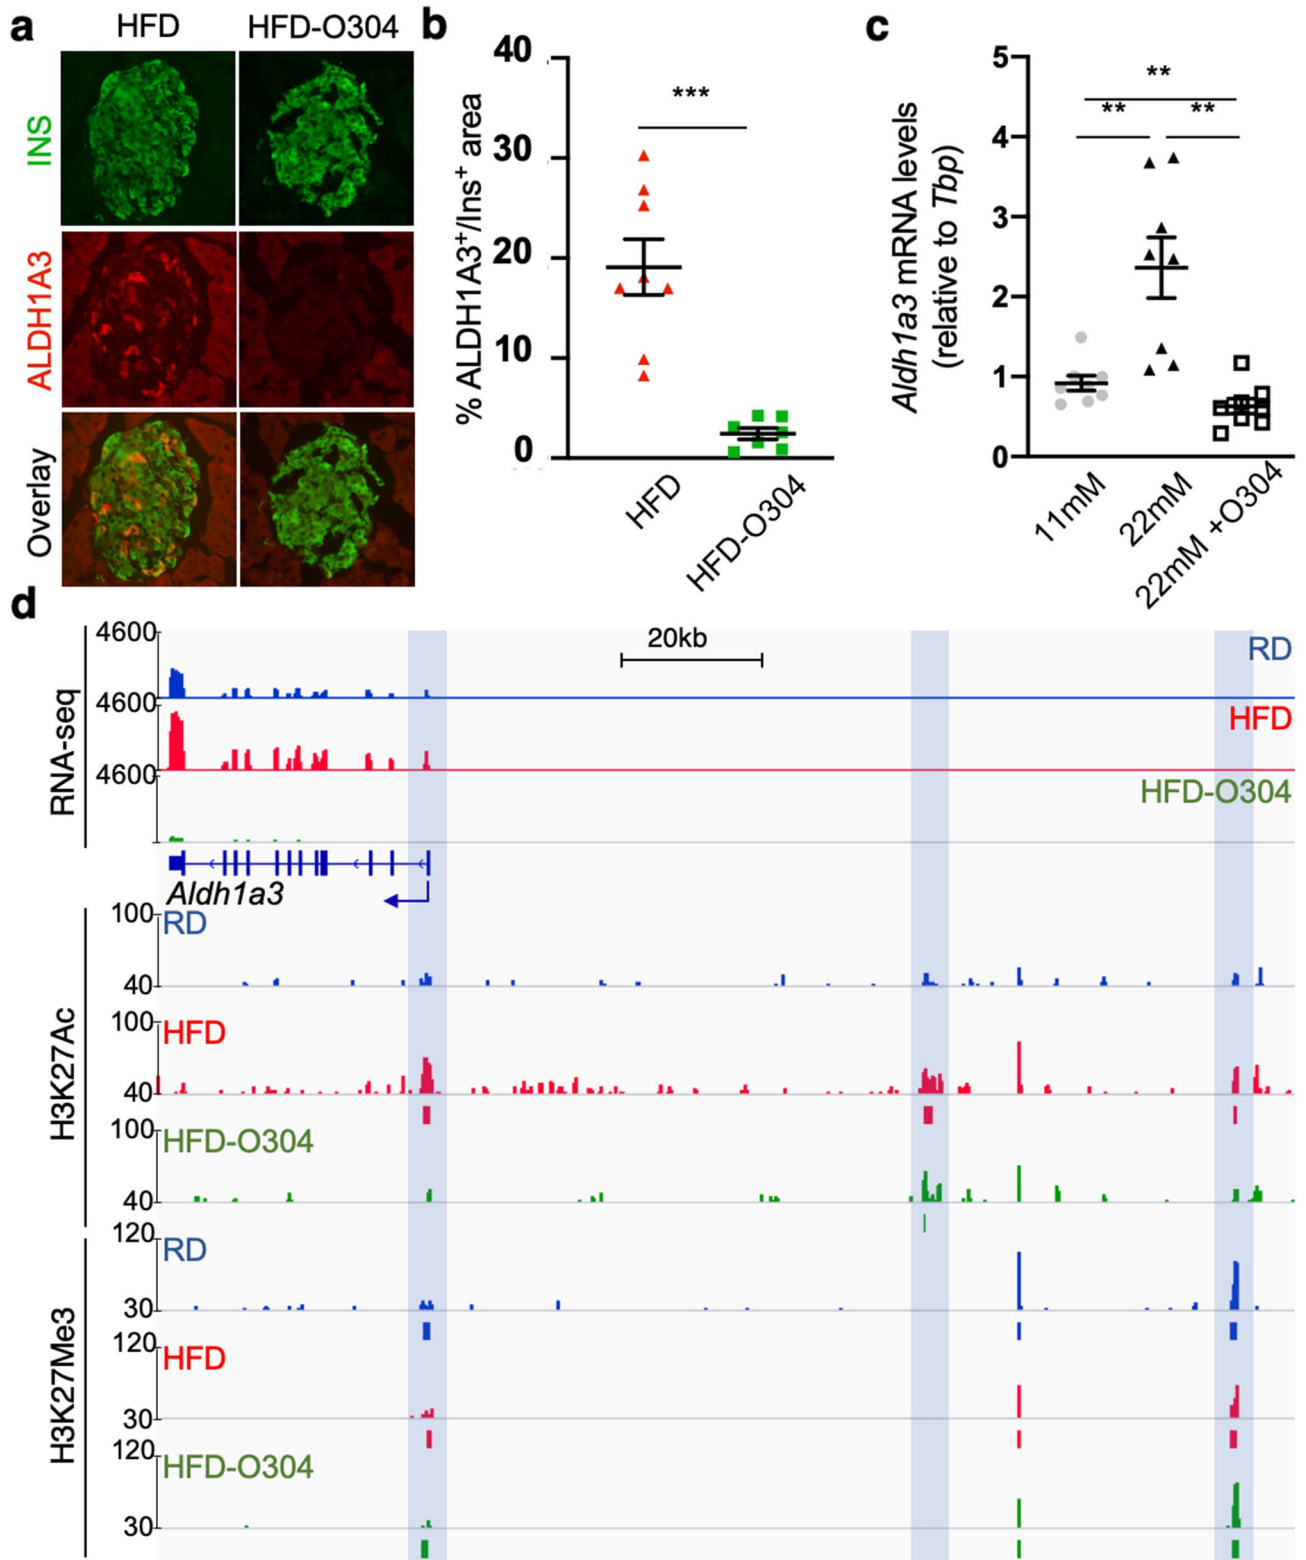 a
HFD
HFD-O304
INS
ALDH1A3
Overlay
b
% ALDH1A3+/Ins+ area
40
30
20
10
0
***
HFD
HFD-O304
c
Aldh1a3 mRNA levels
(relative to Tbp)
5
4
3
2
1
0
**
** **
11mM
22mM
22mM +O304
d
RNA-seq
4600
20kb
RD
4600
HFD
4600
HFD-O304
Aldh1a3
H3K27Ac
100
RD
40
100
HFD
40
100
HFD-O304
40
H3K27Me3
120
RD
30
120
HFD
30
120
HFD-O304
30